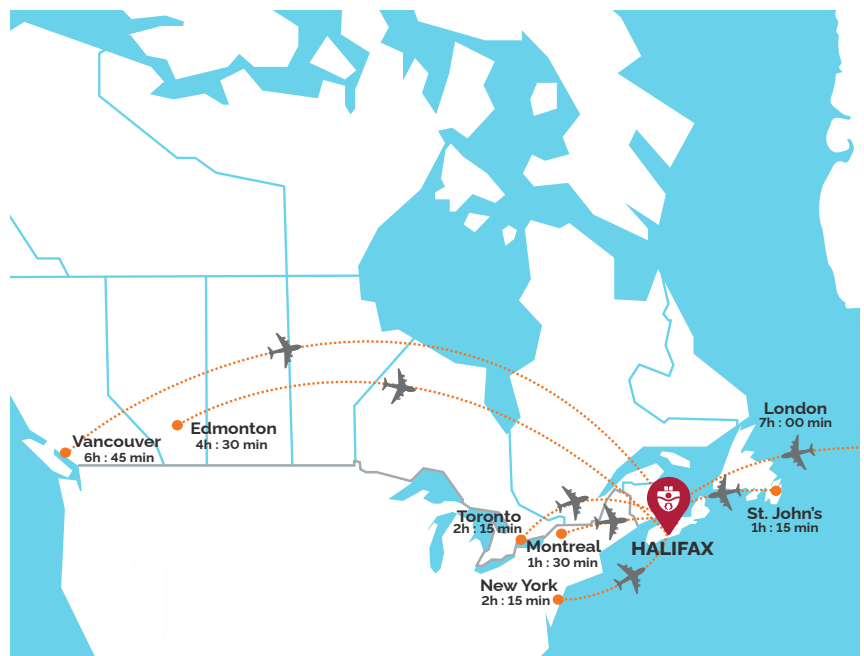 London
7h : 00 min
Edmonton
4h : 30 min
Vancouver
6h : 45 min
Toronto
2h : 15 min
St. John's
1h : 15 min
Montreal
1h : 30 min
HALIFAX
New York
2h : 15 min